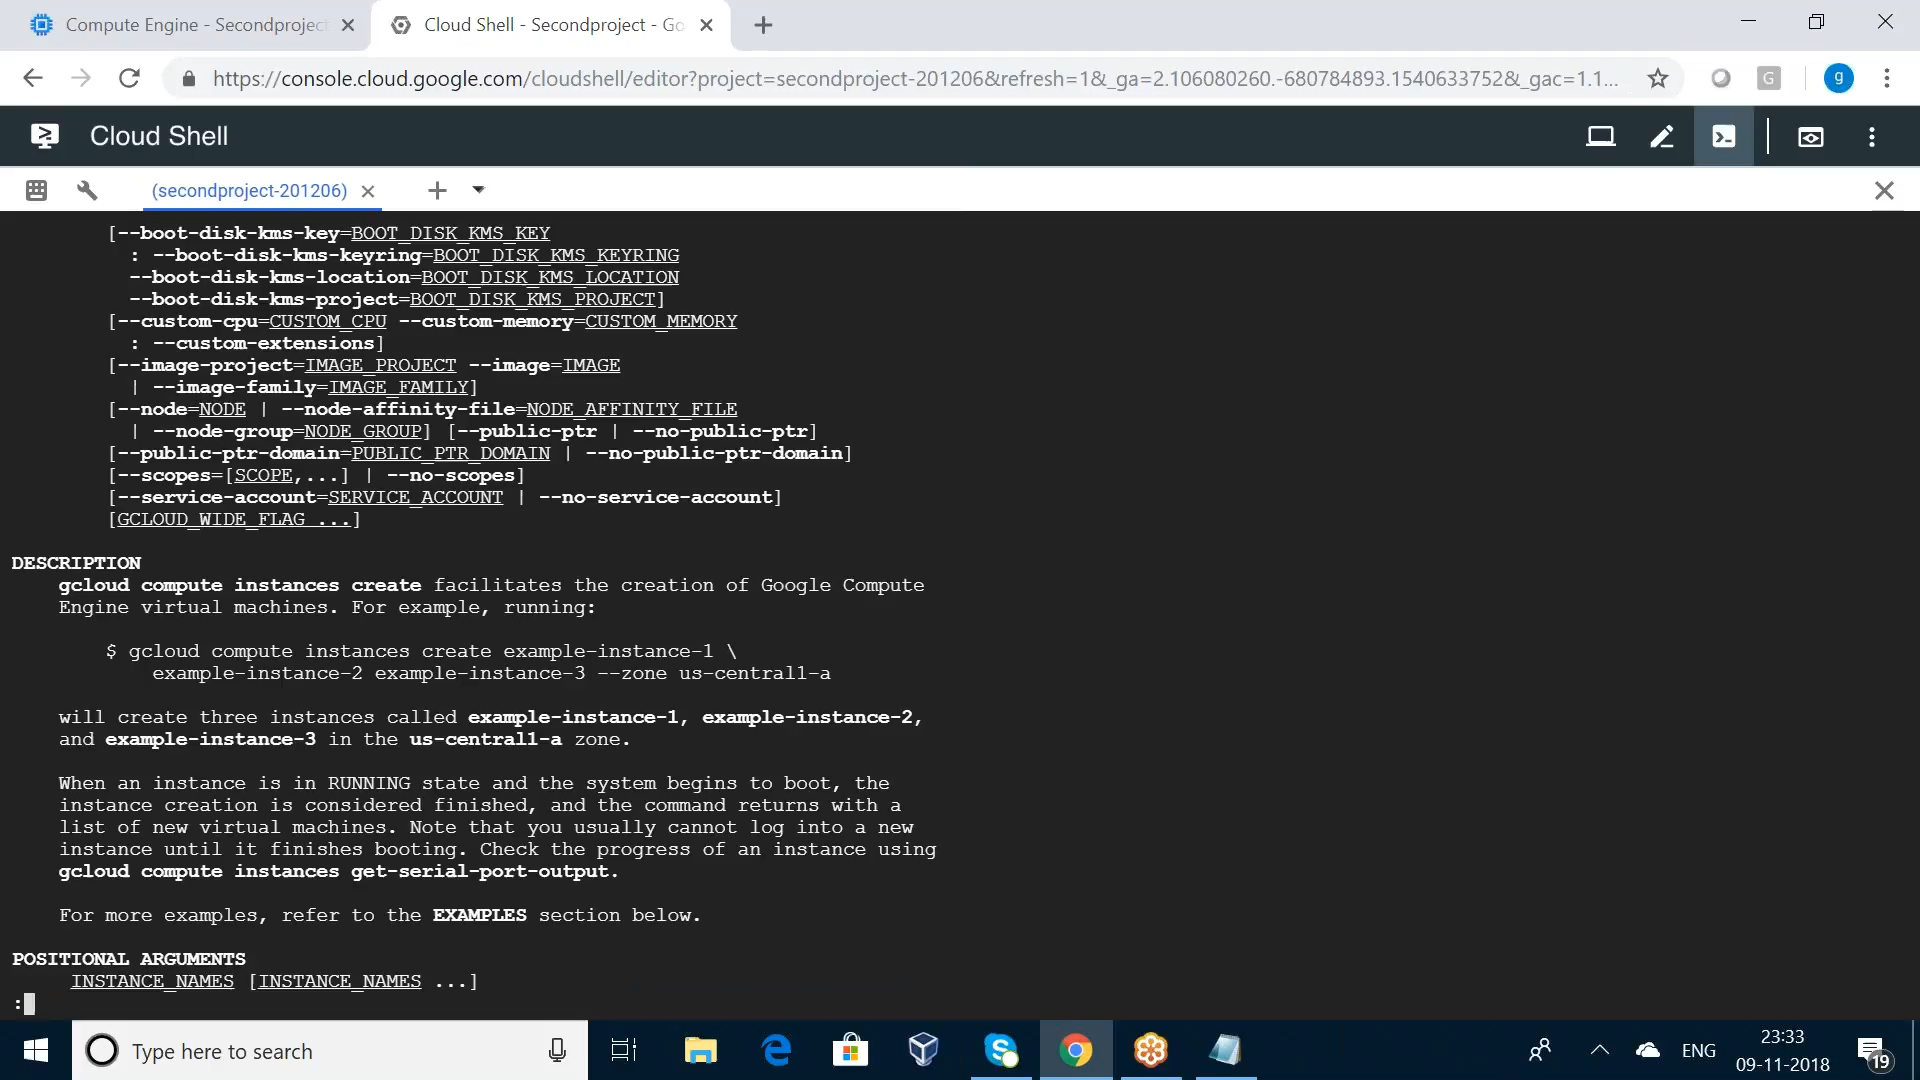 Compute Engine - Secondproject
Cloud Shell - Secondproject - Go
https://console.cloud.google.com/cloudshell/editor?project=secondproject-201206&refresh=1&_ga=2.106080260.-680784893.1540633752&_gac=1.1...
G
g
Cloud Shell
(secondproject-201206)
[--boot-disk-kms-key=BOOT_DISK_KMS_KEY
: --boot-disk-kms-keyring=BOOT_DISK_KMS_KEYRING
--boot-disk-kms-location=BOOT_DISK_KMS_LOCATION
--boot-disk-kms-project=BOOT_DISK_KMS_PROJECT]
[--custom-cpu=CUSTOM_CPU --custom-memory=CUSTOM_MEMORY
: --custom-extensions]
[--image-project=IMAGE_PROJECT --image=IMAGE
| --image-family=IMAGE_FAMILY]
[--node=NODE | --node-affinity-file=NODE_AFFINITY_FILE
| --node-group=NODE_GROUP] [--public-ptr | --no-public-ptr]
[--public-ptr-domain=PUBLIC_PTR_DOMAIN | --no-public-ptr-domain]
[--scopes=[SCOPE,...] | --no-scopes]
[--service-account=SERVICE_ACCOUNT | --no-service-account]
[GCLOUD_WIDE_FLAG ...]
DESCRIPTION
gcloud compute instances create facilitates the creation of Google Compute
Engine virtual machines. For example, running:
$ gcloud compute instances create example-instance-1 \
example-instance-2 example-instance-3 --zone us-central1-a
will create three instances called example-instance-1, example-instance-2,
and example-instance-3 in the us-central1-a zone.
When an instance is in RUNNING state and the system begins to boot, the
instance creation is considered finished, and the command returns with a
list of new virtual machines. Note that you usually cannot log into a new
instance until it finishes booting. Check the progress of an instance using
gcloud compute instances get-serial-port-output.
For more examples, refer to the EXAMPLES section below.
POSITIONAL ARGUMENTS
INSTANCE_NAMES [INSTANCE_NAMES ...]
:
Type here to search
ENG
23:33
09-11-2018
19